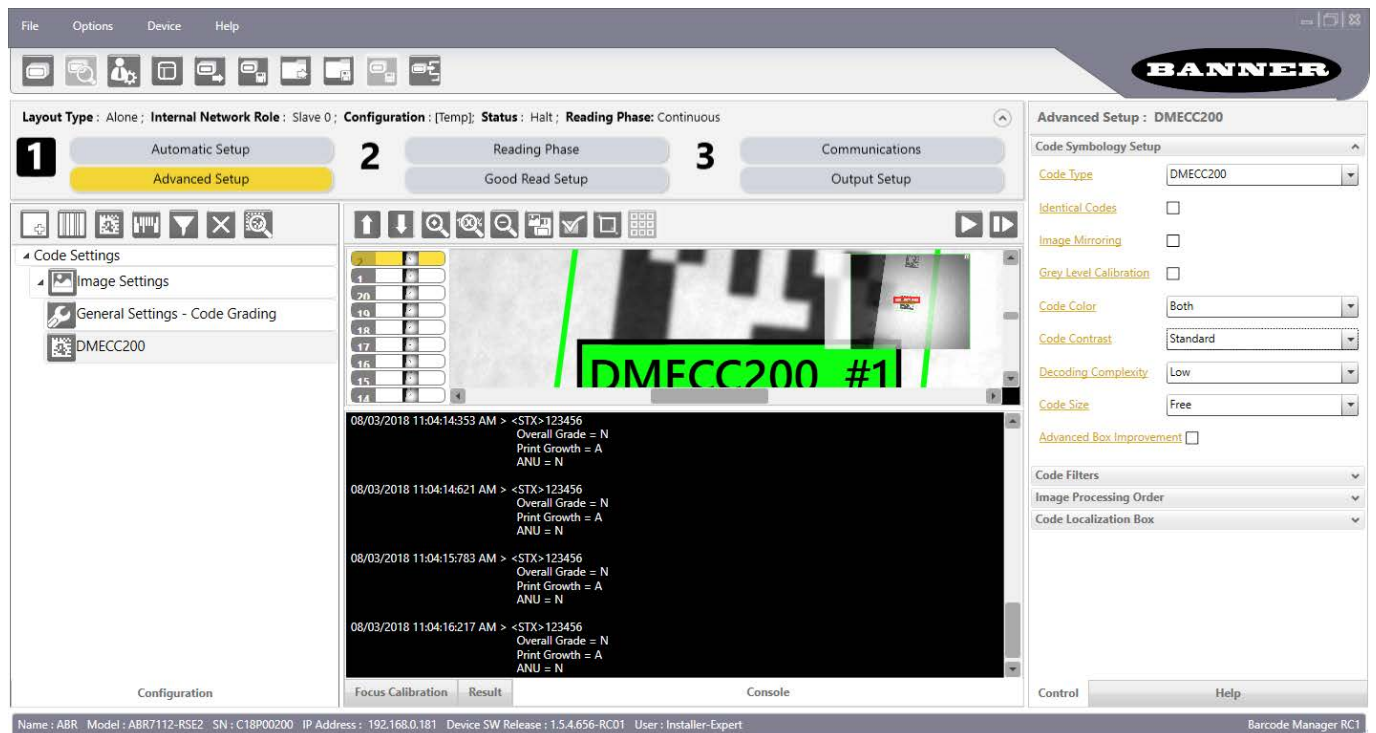 File Options Device Help
BANNER
Layout Type : Alone ; Internal Network Role : Slave 0 ; Configuration : [Temp]; Status : Halt ; Reading Phase: Continuous
1 Automatic Setup 2 Reading Phase 3 Communications
Advanced Setup Good Read Setup Output Setup
Code Settings
Image Settings
General Settings - Code Grading
DMECC200
Configuration
100%
2
1
20
19
18
17
16
15
14
DMECC200 #1
08/03/2018 11:04:14:353 AM > <STX>123456
Overall Grade = N
Print Growth = A
ANU = N
08/03/2018 11:04:14:621 AM > <STX>123456
Overall Grade = N
Print Growth = A
ANU = N
08/03/2018 11:04:15:783 AM > <STX>123456
Overall Grade = N
Print Growth = A
ANU = N
08/03/2018 11:04:16:217 AM > <STX>123456
Overall Grade = N
Print Growth = A
ANU = N
Focus Calibration Result Console
Advanced Setup : DMECC200
Code Symbology Setup
Code Type DMECC200
Identical Codes
Image Mirroring
Grey Level Calibration
Code Color Both
Code Contrast Standard
Decoding Complexity Low
Code Size Free
Advanced Box Improvement
Code Filters
Image Processing Order
Code Localization Box
Control Help
Name : ABR Model : ABR7112-RSE2 SN : C18P00200 IP Address : 192.168.0.181 Device SW Release : 1.5.4.656-RC01 User : Installer-Expert Barcode Manager RC1